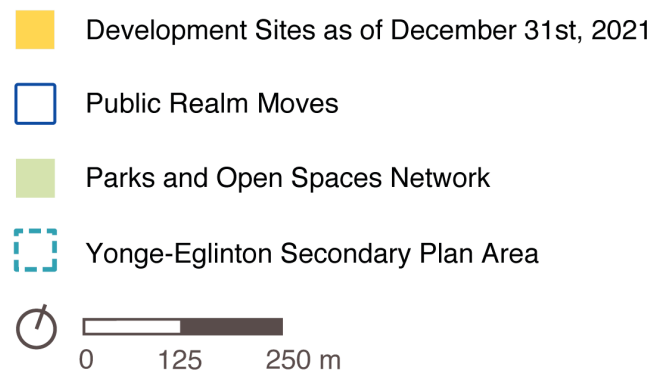 Development Sites as of December 31st, 2021
Public Realm Moves
Parks and Open Spaces Network
Yonge-Eglinton Secondary Plan Area
0 125 250 m